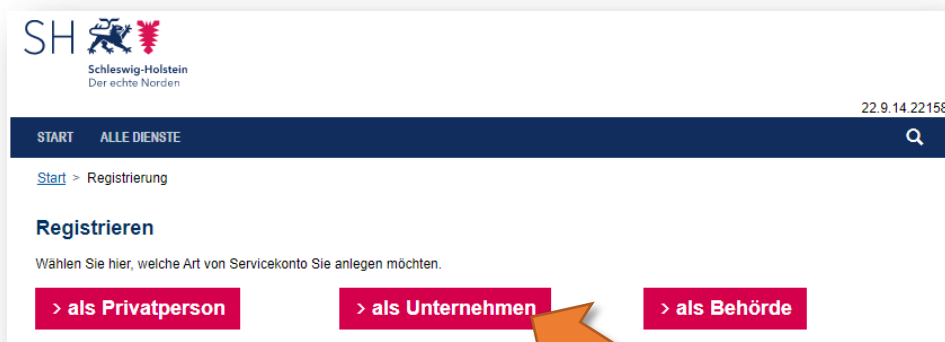 SH
Schleswig-Holstein
Der echte Norden
22.9.14.22158
START ALLE DIENSTE
Start > Registrierung
Registrieren
Wählen Sie hier, welche Art von Servicekonto Sie anlegen möchten.
> als Privatperson > als Unternehmen > als Behörde